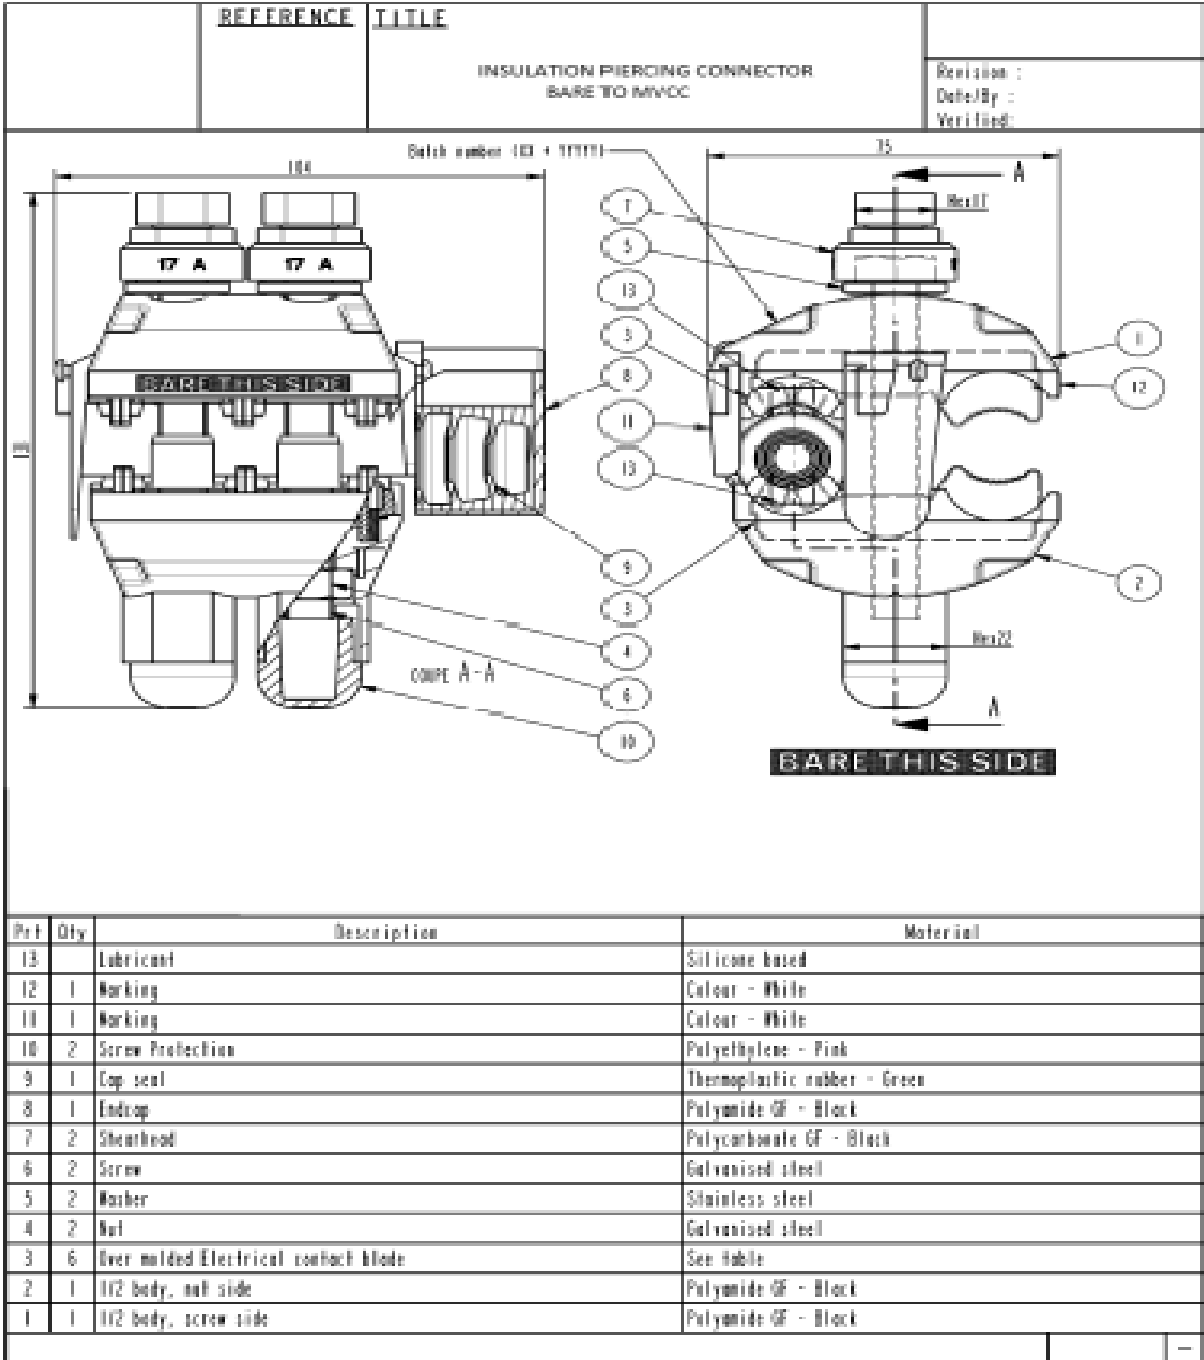 REFERENCE
TITLE
INSULATION PIERCING CONNECTOR
BARE TO MVCC
Revision :
Date/By :
Verified:
Batch number
104
75
A
Hex17
7
5
13
3
8
11
13
9
3
4
6
10
1
12
2
17 A
17 A
BARE THIS SIDE
COUPE A-A
Hex22
A
BARE THIS SIDE
Prt Qty Description Material
13 Lubricant Silicone based
12 1 Marking Colour - White
11 1 Marking Colour - White
10 2 Screw Protection Polyethylene - Pink
9 1 Cap seal Thermoplastic rubber - Green
8 1 Endcap Polyamide GF - Black
7 2 Shearhead Polycarbonate GF - Black
6 2 Screw Galvanised steel
5 2 Washer Stainless steel
4 2 Nut Galvanised steel
3 6 Over molded Electrical contact blade See table
2 1 1/2 body, nut side Polyamide GF - Black
1 1 1/2 body, screw side Polyamide GF - Black